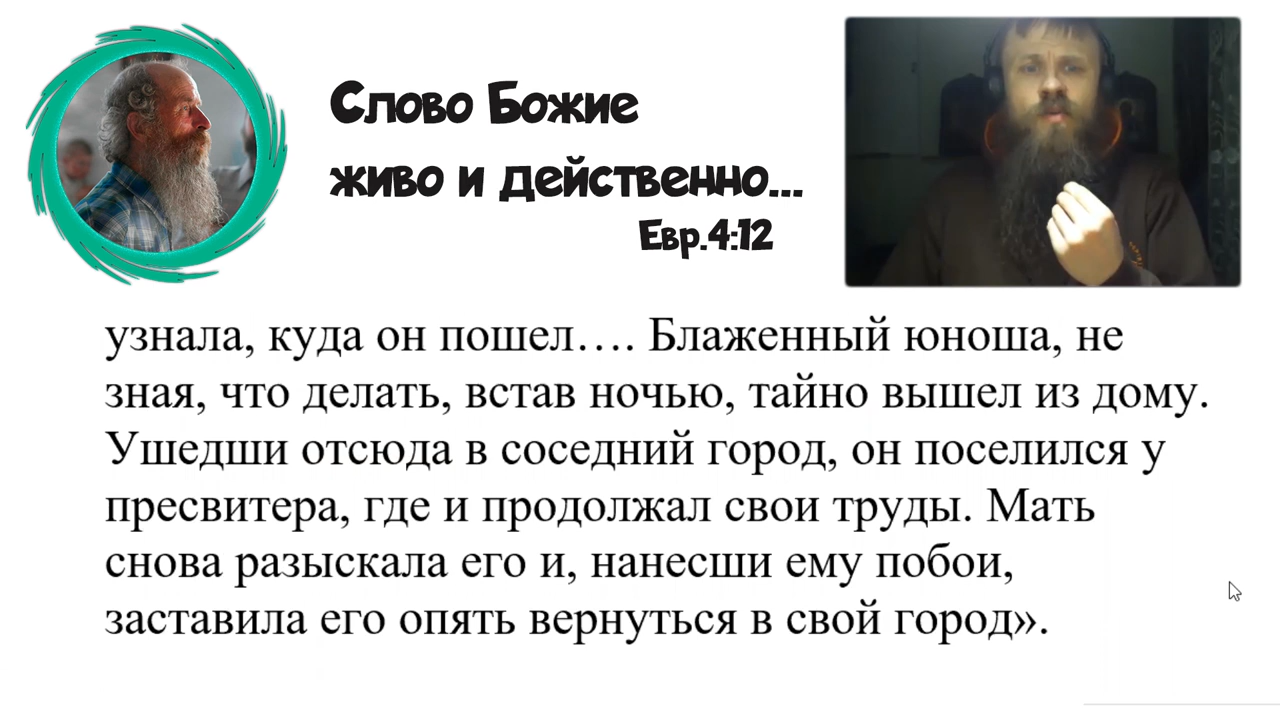 Слово Божие
живо и действенно...
Евр.4:12
узнала, куда он пошел…. Блаженный юноша, не
зная, что делать, встав ночью, тайно вышел из дому.
Ушедши отсюда в соседний город, он поселился у
пресвитера, где и продолжал свои труды. Мать
снова разыскала его и, нанесши ему побои,
заставила его опять вернуться в свой город».